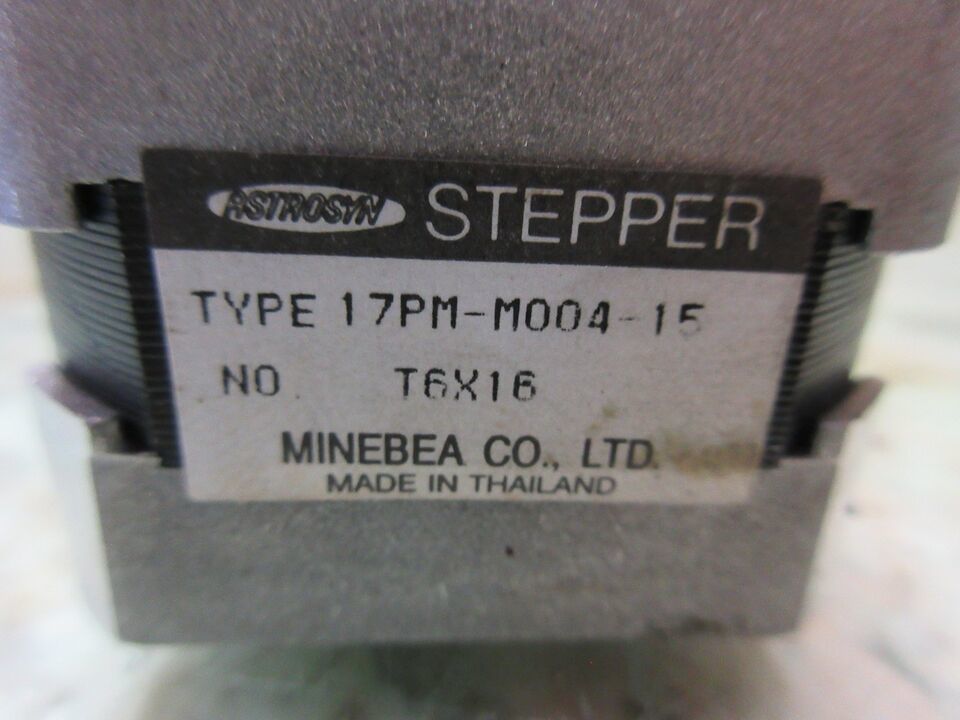 ASTROSYN STEPPER
TYPE 17PM-M004-15
NO. T6X16
MINEBEA CO., LTD.
MADE IN THAILAND